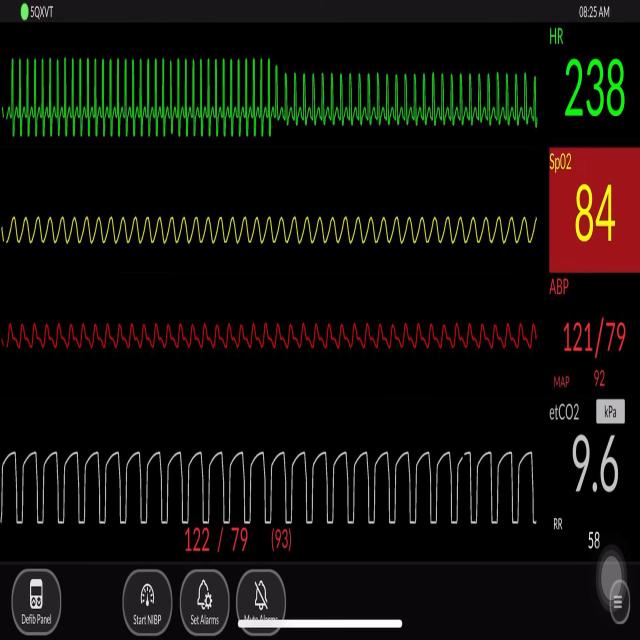 5QXVT
08:25 AM
HR
238
SpO2
84
ABP
121/79
MAP 92
etCO2 kPa
9.6
RR
58
122 / 79 (93)
Defib Panel
Start NIBP
Set Alarms
Mute Alarms